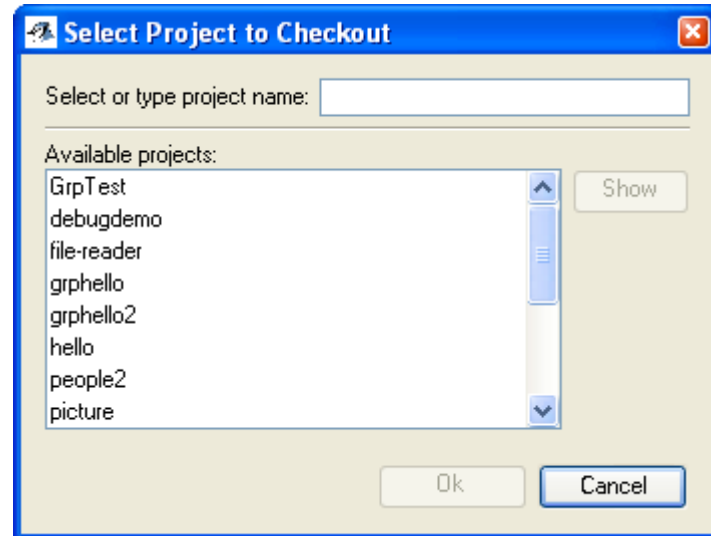 Select Project to Checkout
Select or type project name:
Available projects:
GrpTest
Show
debugdemo
file-reader
grphello
grphello2
hello
people2
picture
Ok
Cancel